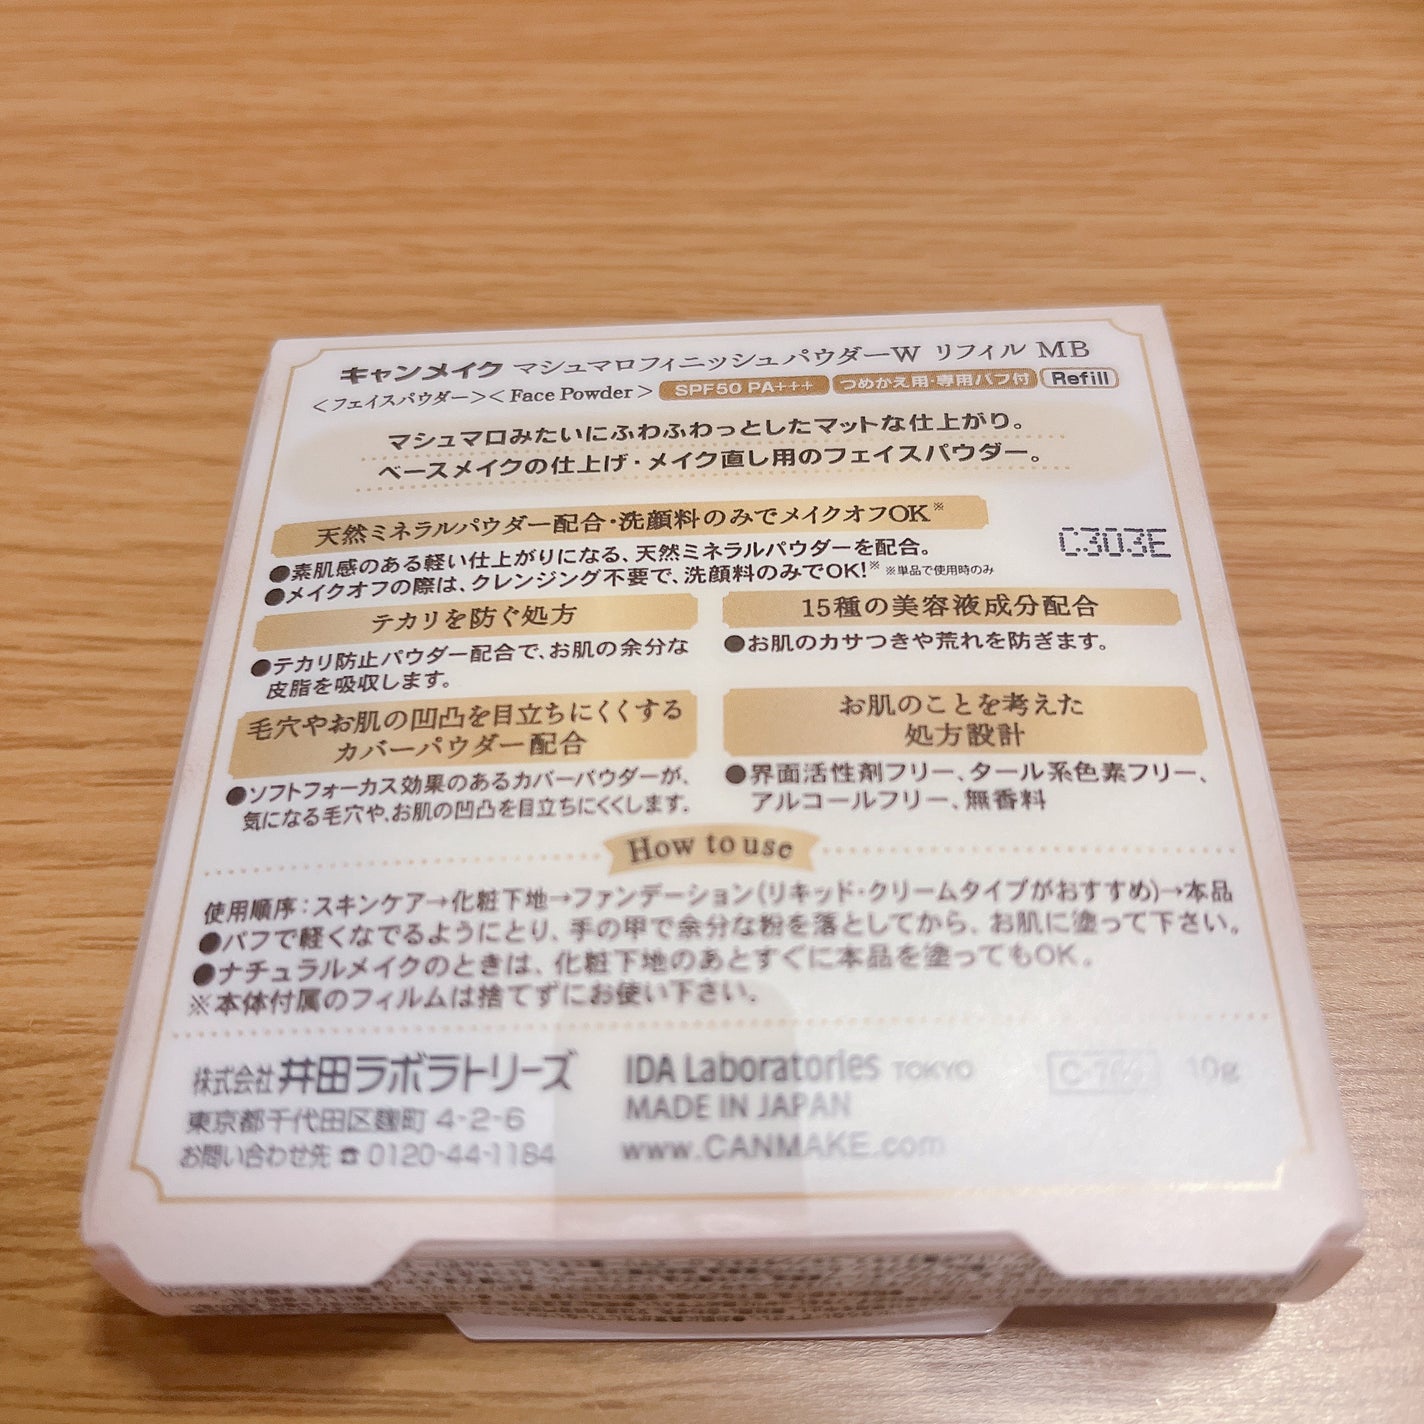 キャンメイク マシュマロフィニッシュパウダーW リフィル MB
＜フェイスパウダー＞＜Face Powder＞ SPF50 PA+++ つめかえ用・専用パフ付 Refill
マシュマロみたいにふわふわっとしたマットな仕上がり。
ベースメイクの仕上げ・メイク直し用のフェイスパウダー。
天然ミネラルパウダー配合・洗顔料のみでメイクオフOK※
●素肌感のある軽い仕上がりになる、天然ミネラルパウダーを配合。
●メイクオフの際は、クレンジング不要で、洗顔料のみでOK!※ ※単品で使用時のみ
C303E
テカリを防ぐ処方
●テカリ防止パウダー配合で、お肌の余分な
皮脂を吸収します。
15種の美容液成分配合
●お肌のカサつきや荒れを防ぎます。
毛穴やお肌の凹凸を目立ちにくくする
カバーパウダー配合
●ソフトフォーカス効果のあるカバーパウダーが、
気になる毛穴や、お肌の凹凸を目立ちにくくします。
お肌のことを考えた
処方設計
●界面活性剤フリー、タール系色素フリー、
アルコールフリー、無香料
How to use
使用順序：スキンケア→化粧下地→ファンデーション(リキッド・クリームタイプがおすすめ)→本品
●パフで軽くなでるようにとり、手の甲で余分な粉を落としてから、お肌に塗って下さい。
●ナチュラルメイクのときは、化粧下地のあとすぐに本品を塗ってもOK。
※本体付属のフィルムは捨てずにお使い下さい。
株式会社 井田ラボラトリーズ
東京都千代田区麹町 4-2-6
お問い合わせ先 ☎ 0120-44-1184
IDA Laboratories TOKYO
MADE IN JAPAN
www.CANMAKE.com
10g